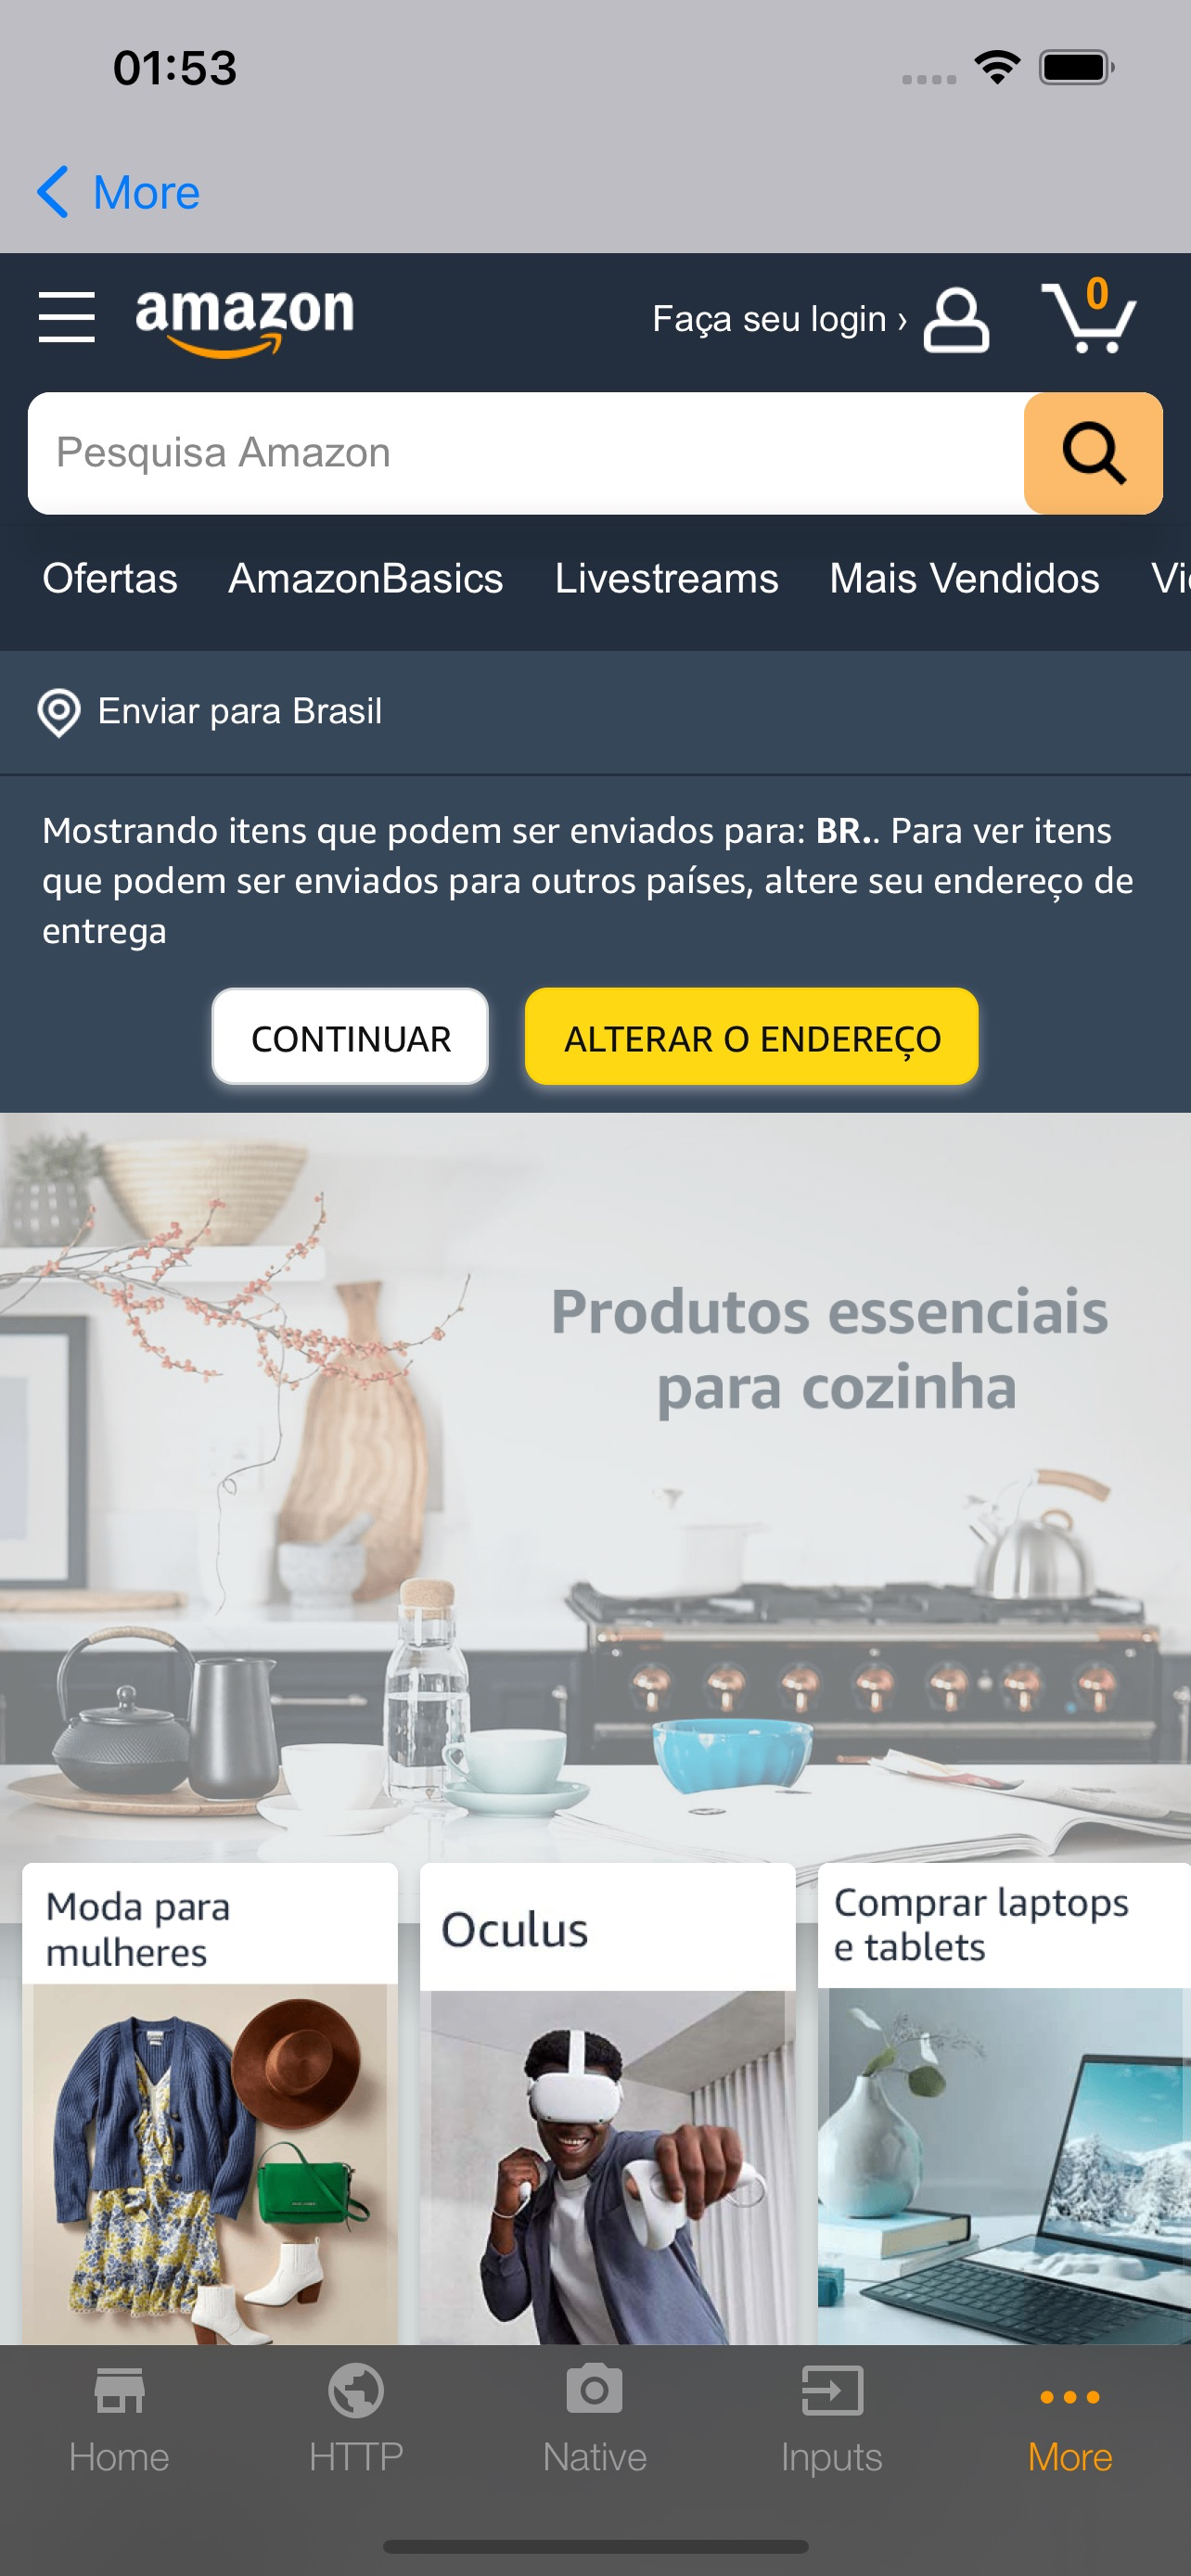 01:53
More
amazon
Faça seu login ›
0
Pesquisa Amazon
Ofertas AmazonBasics Livestreams Mais Vendidos
Enviar para Brasil
Mostrando itens que podem ser enviados para: BR.. Para ver itens
que podem ser enviados para outros países, altere seu endereço de
entrega
CONTINUAR
ALTERAR O ENDEREÇO
Produtos essenciais
para cozinha
Moda para
mulheres
Oculus
Comprar laptops
e tablets
Home
HTTP
Native
Inputs
More